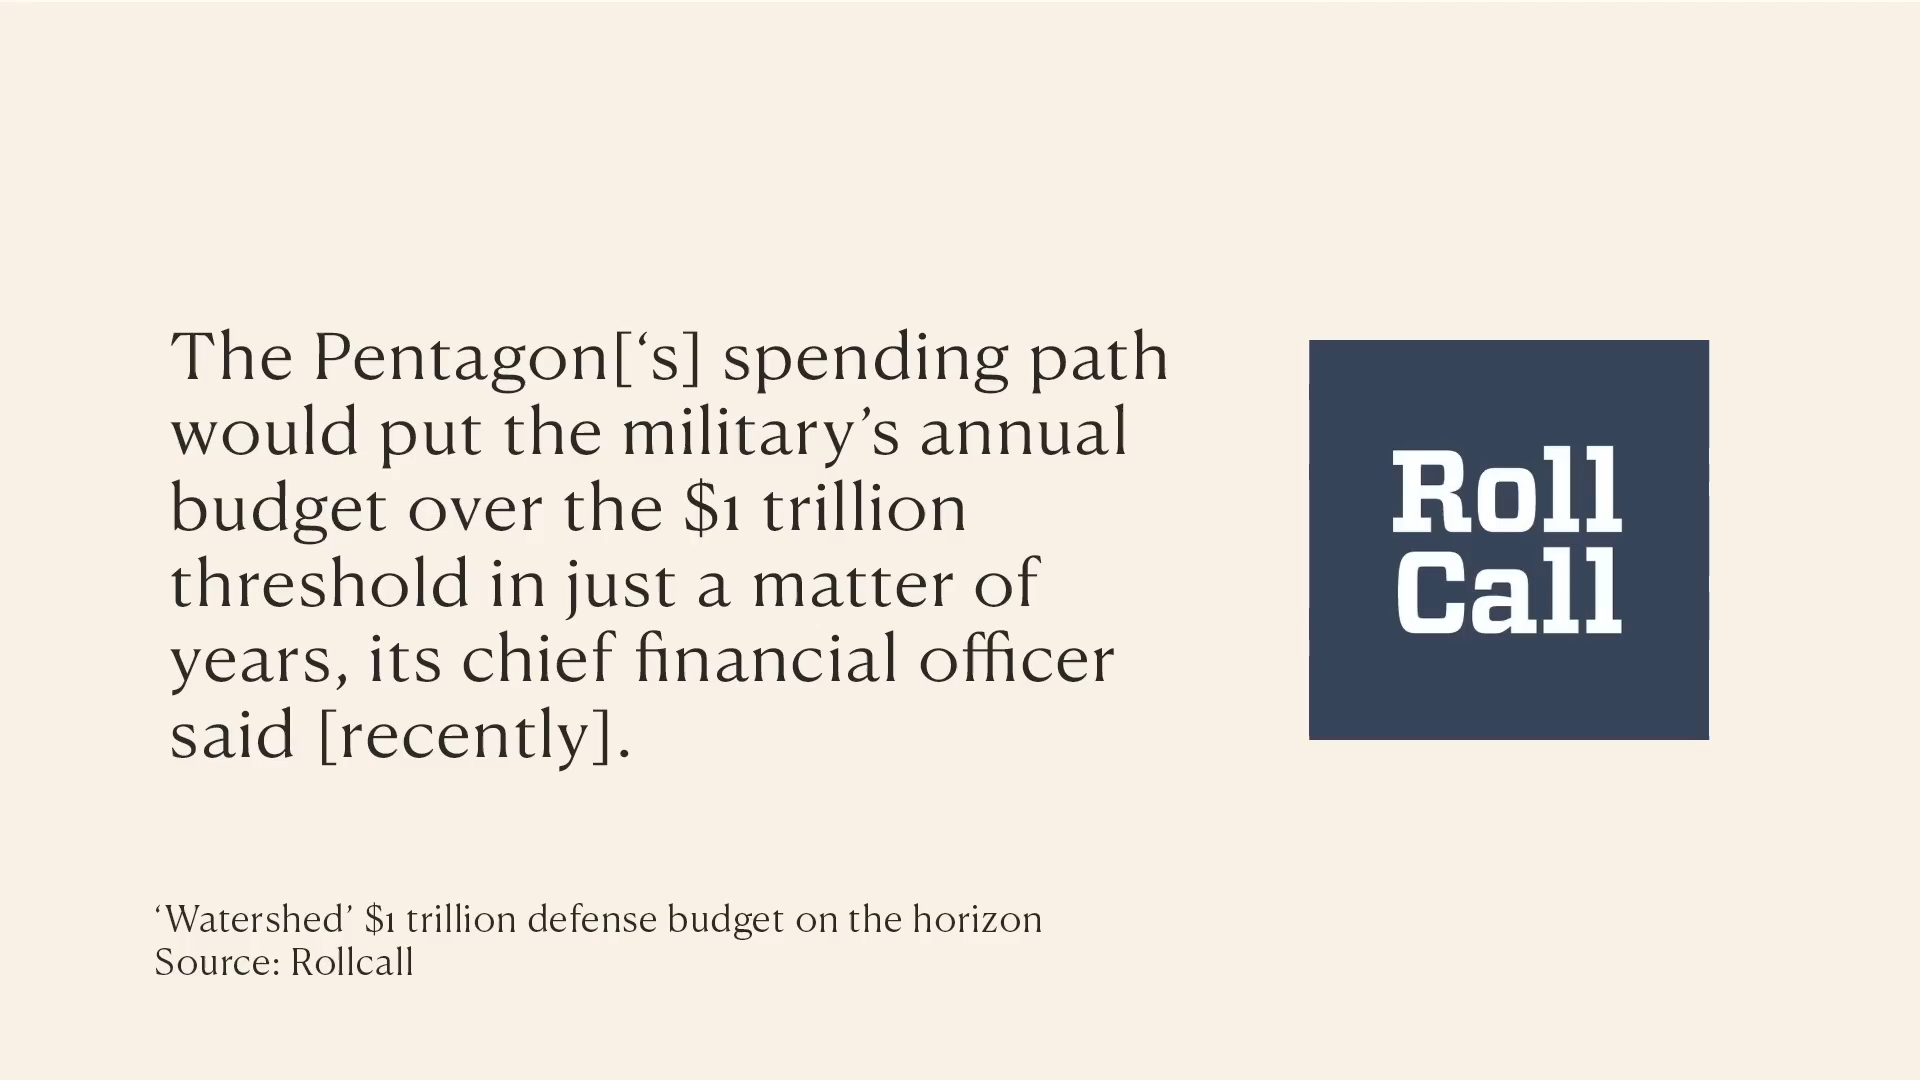 The Pentagon[‘s] spending path
would put the military’s annual
budget over the $1 trillion
threshold in just a matter of
years, its chief financial officer
said [recently].
Roll
Call
‘Watershed’ $1 trillion defense budget on the horizon
Source: Rollcall